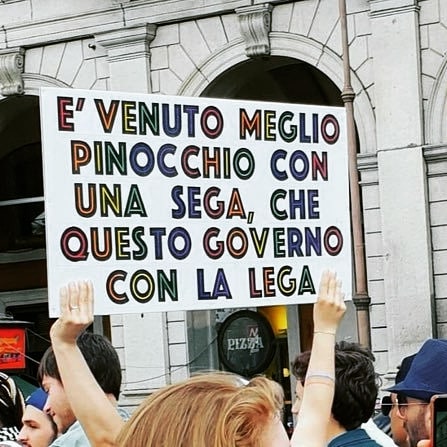 E' VENUTO MEGLIO
PINOCCHIO CON
UNA SEGA, CHE
QUESTO GOVERNO
CON LA LEGA
PIZZA